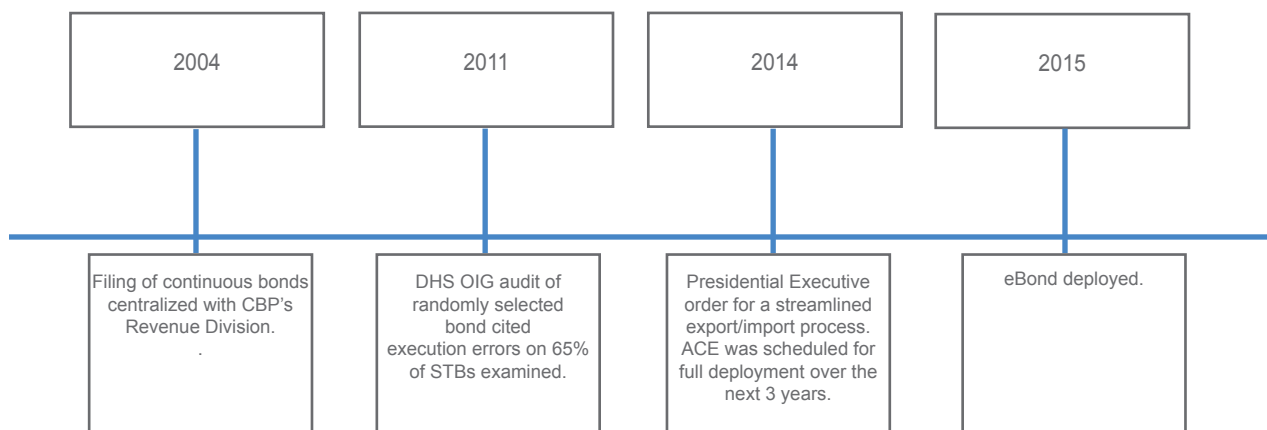 2004
2011
2014
2015
Filing of continuous bonds
centralized with CBP's
Revenue Division.
.
DHS OIG audit of
randomly selected
bond cited
execution errors on 65%
of STBs examined.
Presidential Executive
order for a streamlined
export/import process.
ACE was scheduled for
full deployment over the
next 3 years.
eBond deployed.